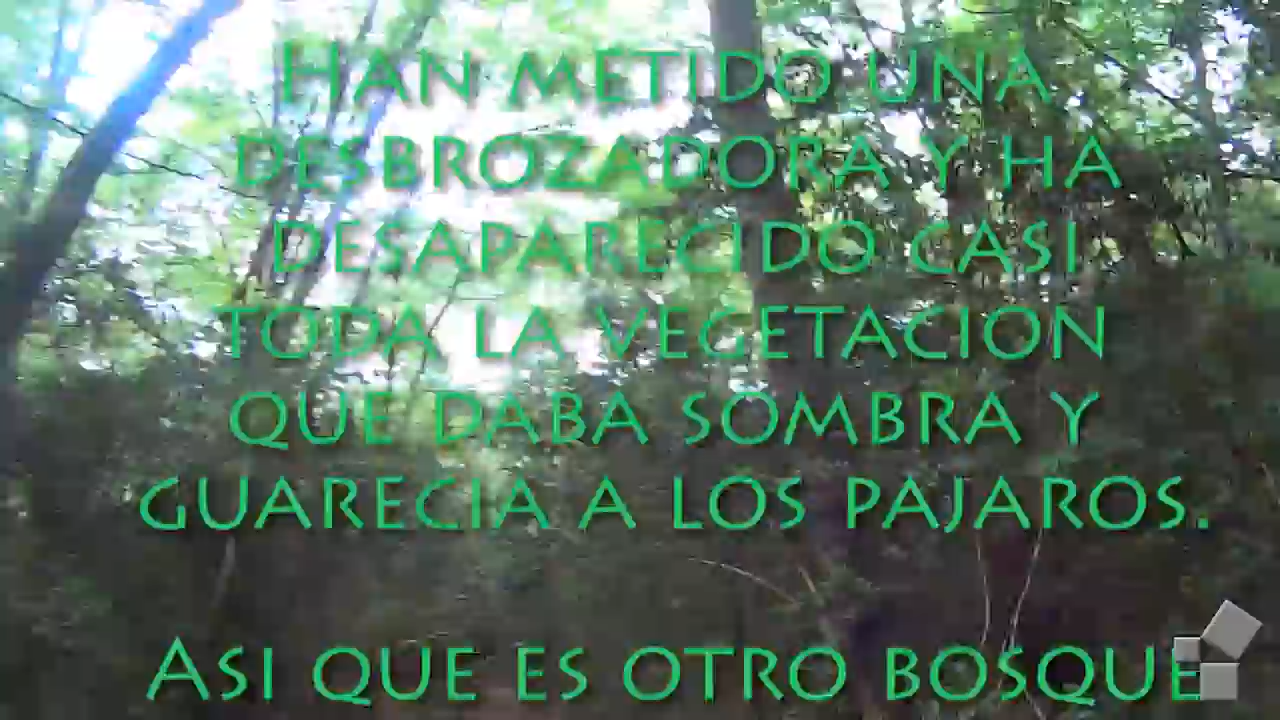 HAN METIDO UNA
DESBROZADORA Y HA
DESAPARECIDO CASI
TODA LA VEGETACION
QUE DABA SOMBRA Y
GUARECIA A LOS PAJAROS.
ASI QUE ES OTRO BOSQUE